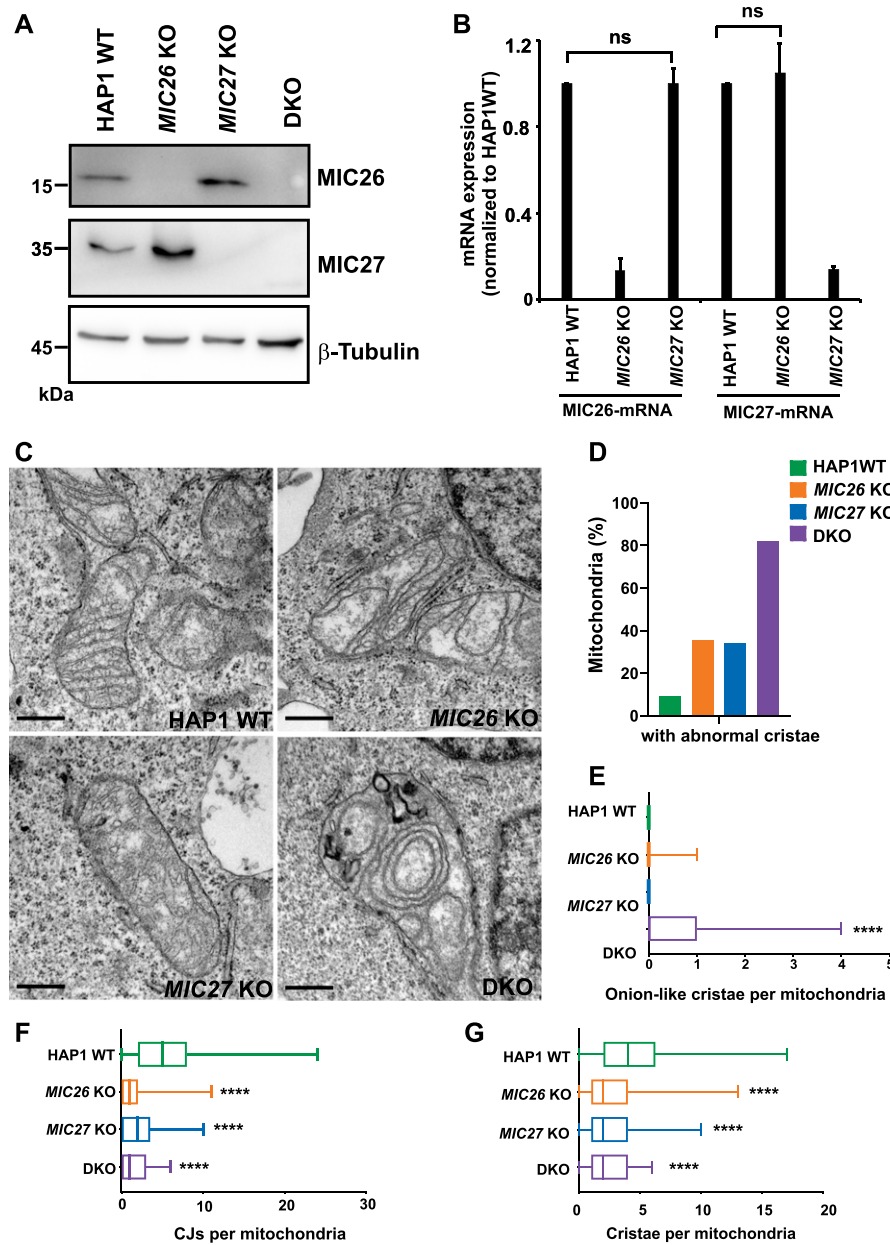 A
HAP1 WT
MIC26 KO
MIC27 KO
DKO
15
MIC26
35
MIC27
45
β-Tubulin
kDa
B
ns
ns
mRNA expression
(normalized to HAP1WT)
1.2
0.8
0.4
0
HAP1 WT
MIC26 KO
MIC27 KO
HAP1 WT
MIC26 KO
MIC27 KO
MIC26-mRNA
MIC27-mRNA
C
HAP1 WT
MIC26 KO
MIC27 KO
DKO
D
HAP1WT
MIC26 KO
MIC27 KO
DKO
Mitochondria (%)
100
80
60
40
20
0
with abnormal cristae
E
HAP1 WT
MIC26 KO
MIC27 KO
DKO
****
0 1 2 3 4 5
Onion-like cristae per mitochondria
F
HAP1 WT
MIC26 KO ****
MIC27 KO ****
DKO ****
0 10 20 30
CJs per mitochondria
G
HAP1 WT
MIC26 KO ****
MIC27 KO ****
DKO ****
0 5 10 15 20
Cristae per mitochondria